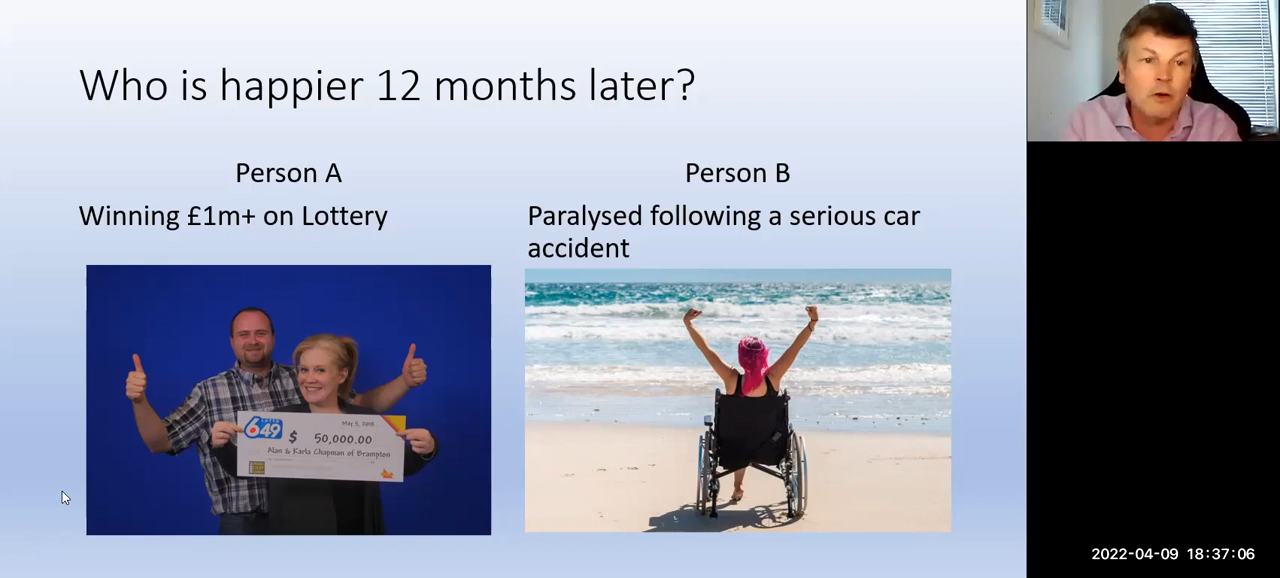 Who is happier 12 months later?
Person A
Winning £1m+ on Lottery
Person B
Paralysed following a serious car
accident
LOTTO
649
$ 50,000.00
Alan & Karla Chapman of Brampton
2022-04-09 18:37:06